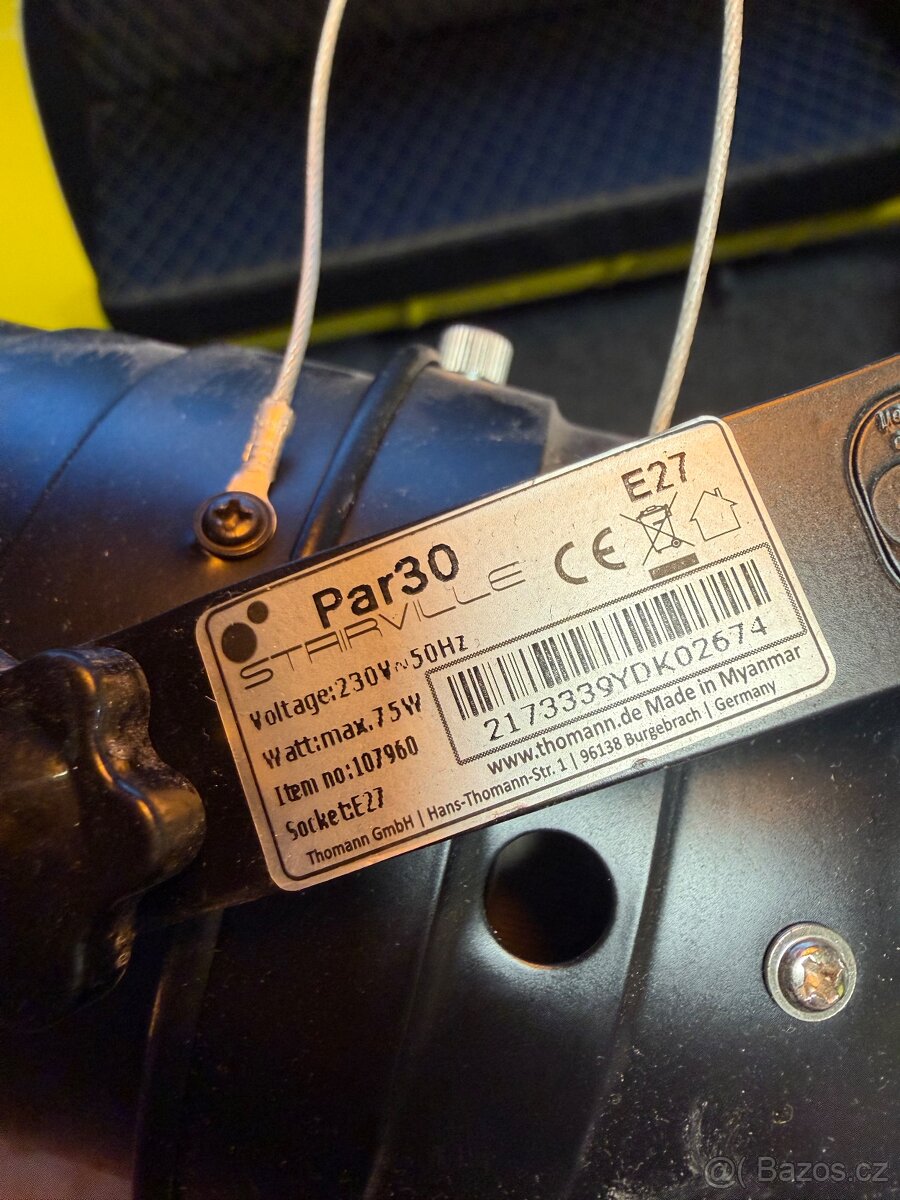 E27
Par30
STAIRVILLE
CE
Voltage:230V~50Hz
Watt:max.75W
Item no:107960
Socket:E27
2173339YDK02674
www.thomann.de Made in Myanmar
Thomann GmbH | Hans-Thomann-Str. 1 | 96138 Burgebrach | Germany
@( Bazos.cz